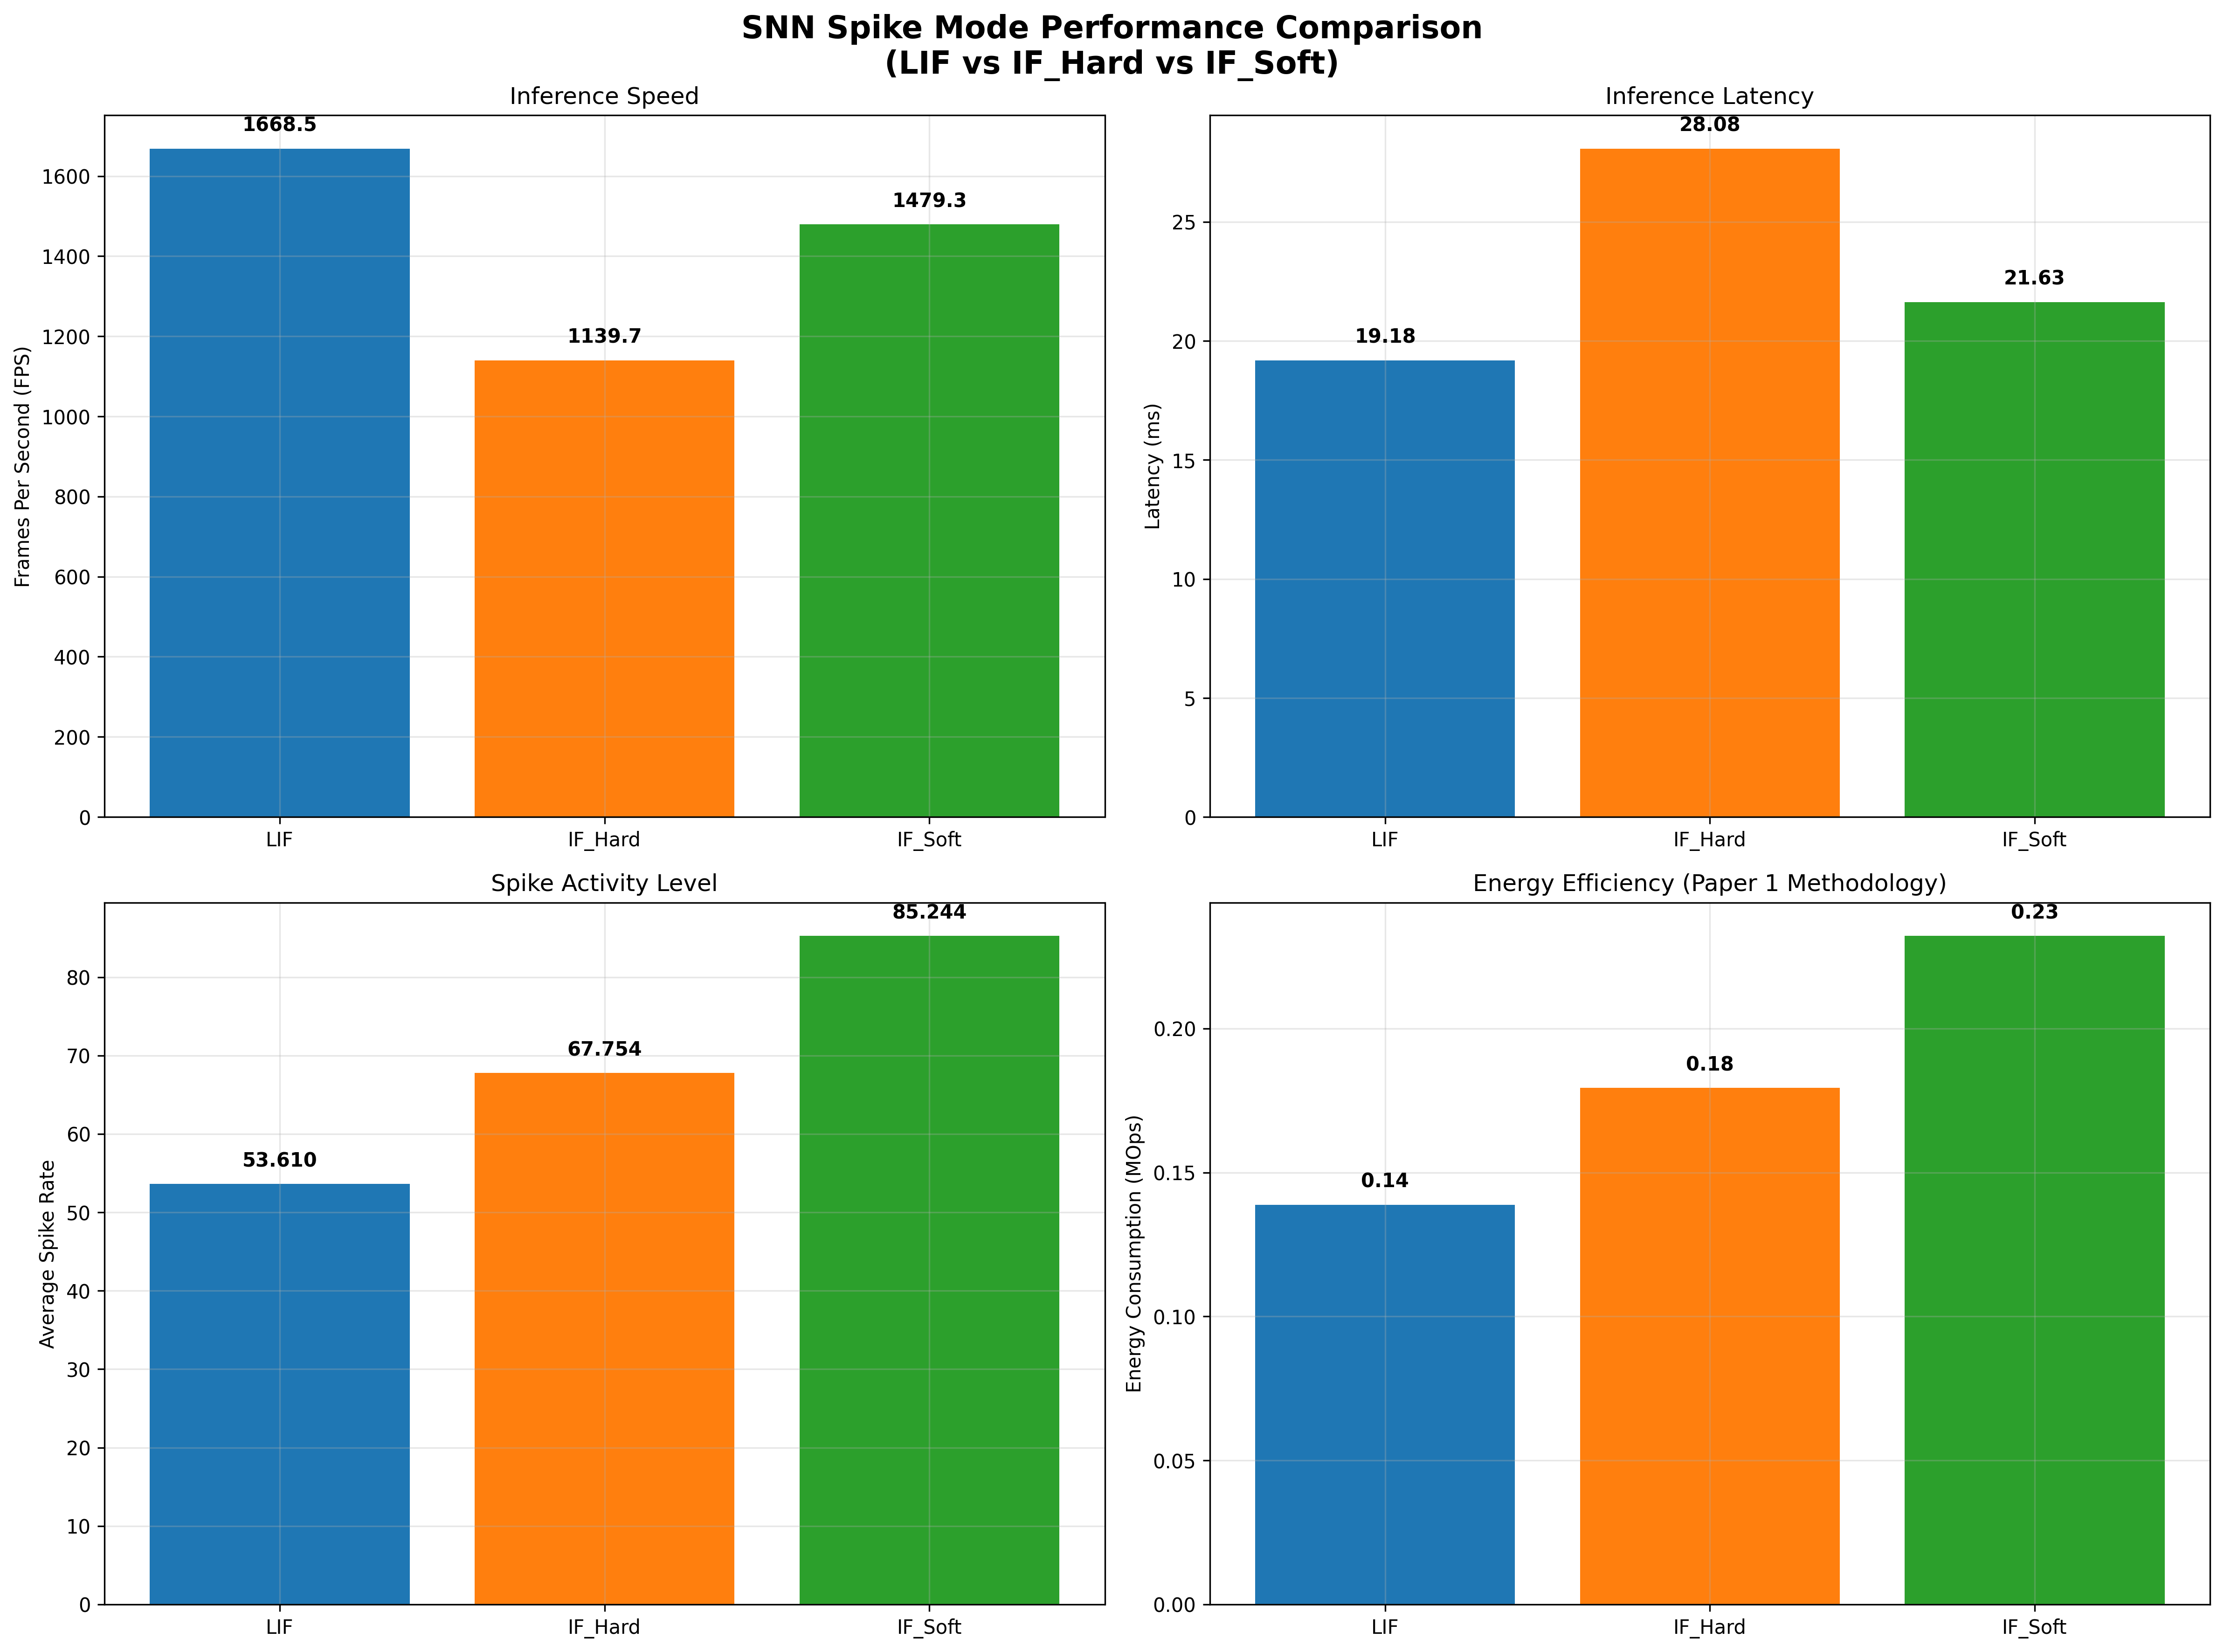 SNN Spike Mode Performance Comparison
(LIF vs IF_Hard vs IF_Soft)
Inference Speed
Frames Per Second (FPS)
1600
1400
1200
1000
800
600
400
200
0
1668.5
1139.7
1479.3
LIF
IF_Hard
IF_Soft
Inference Latency
Latency (ms)
25
20
15
10
5
0
19.18
28.08
21.63
LIF
IF_Hard
IF_Soft
Spike Activity Level
Average Spike Rate
80
70
60
50
40
30
20
10
0
53.610
67.754
85.244
LIF
IF_Hard
IF_Soft
Energy Efficiency (Paper 1 Methodology)
Energy Consumption (MOps)
0.20
0.15
0.10
0.05
0.00
0.14
0.18
0.23
LIF
IF_Hard
IF_Soft